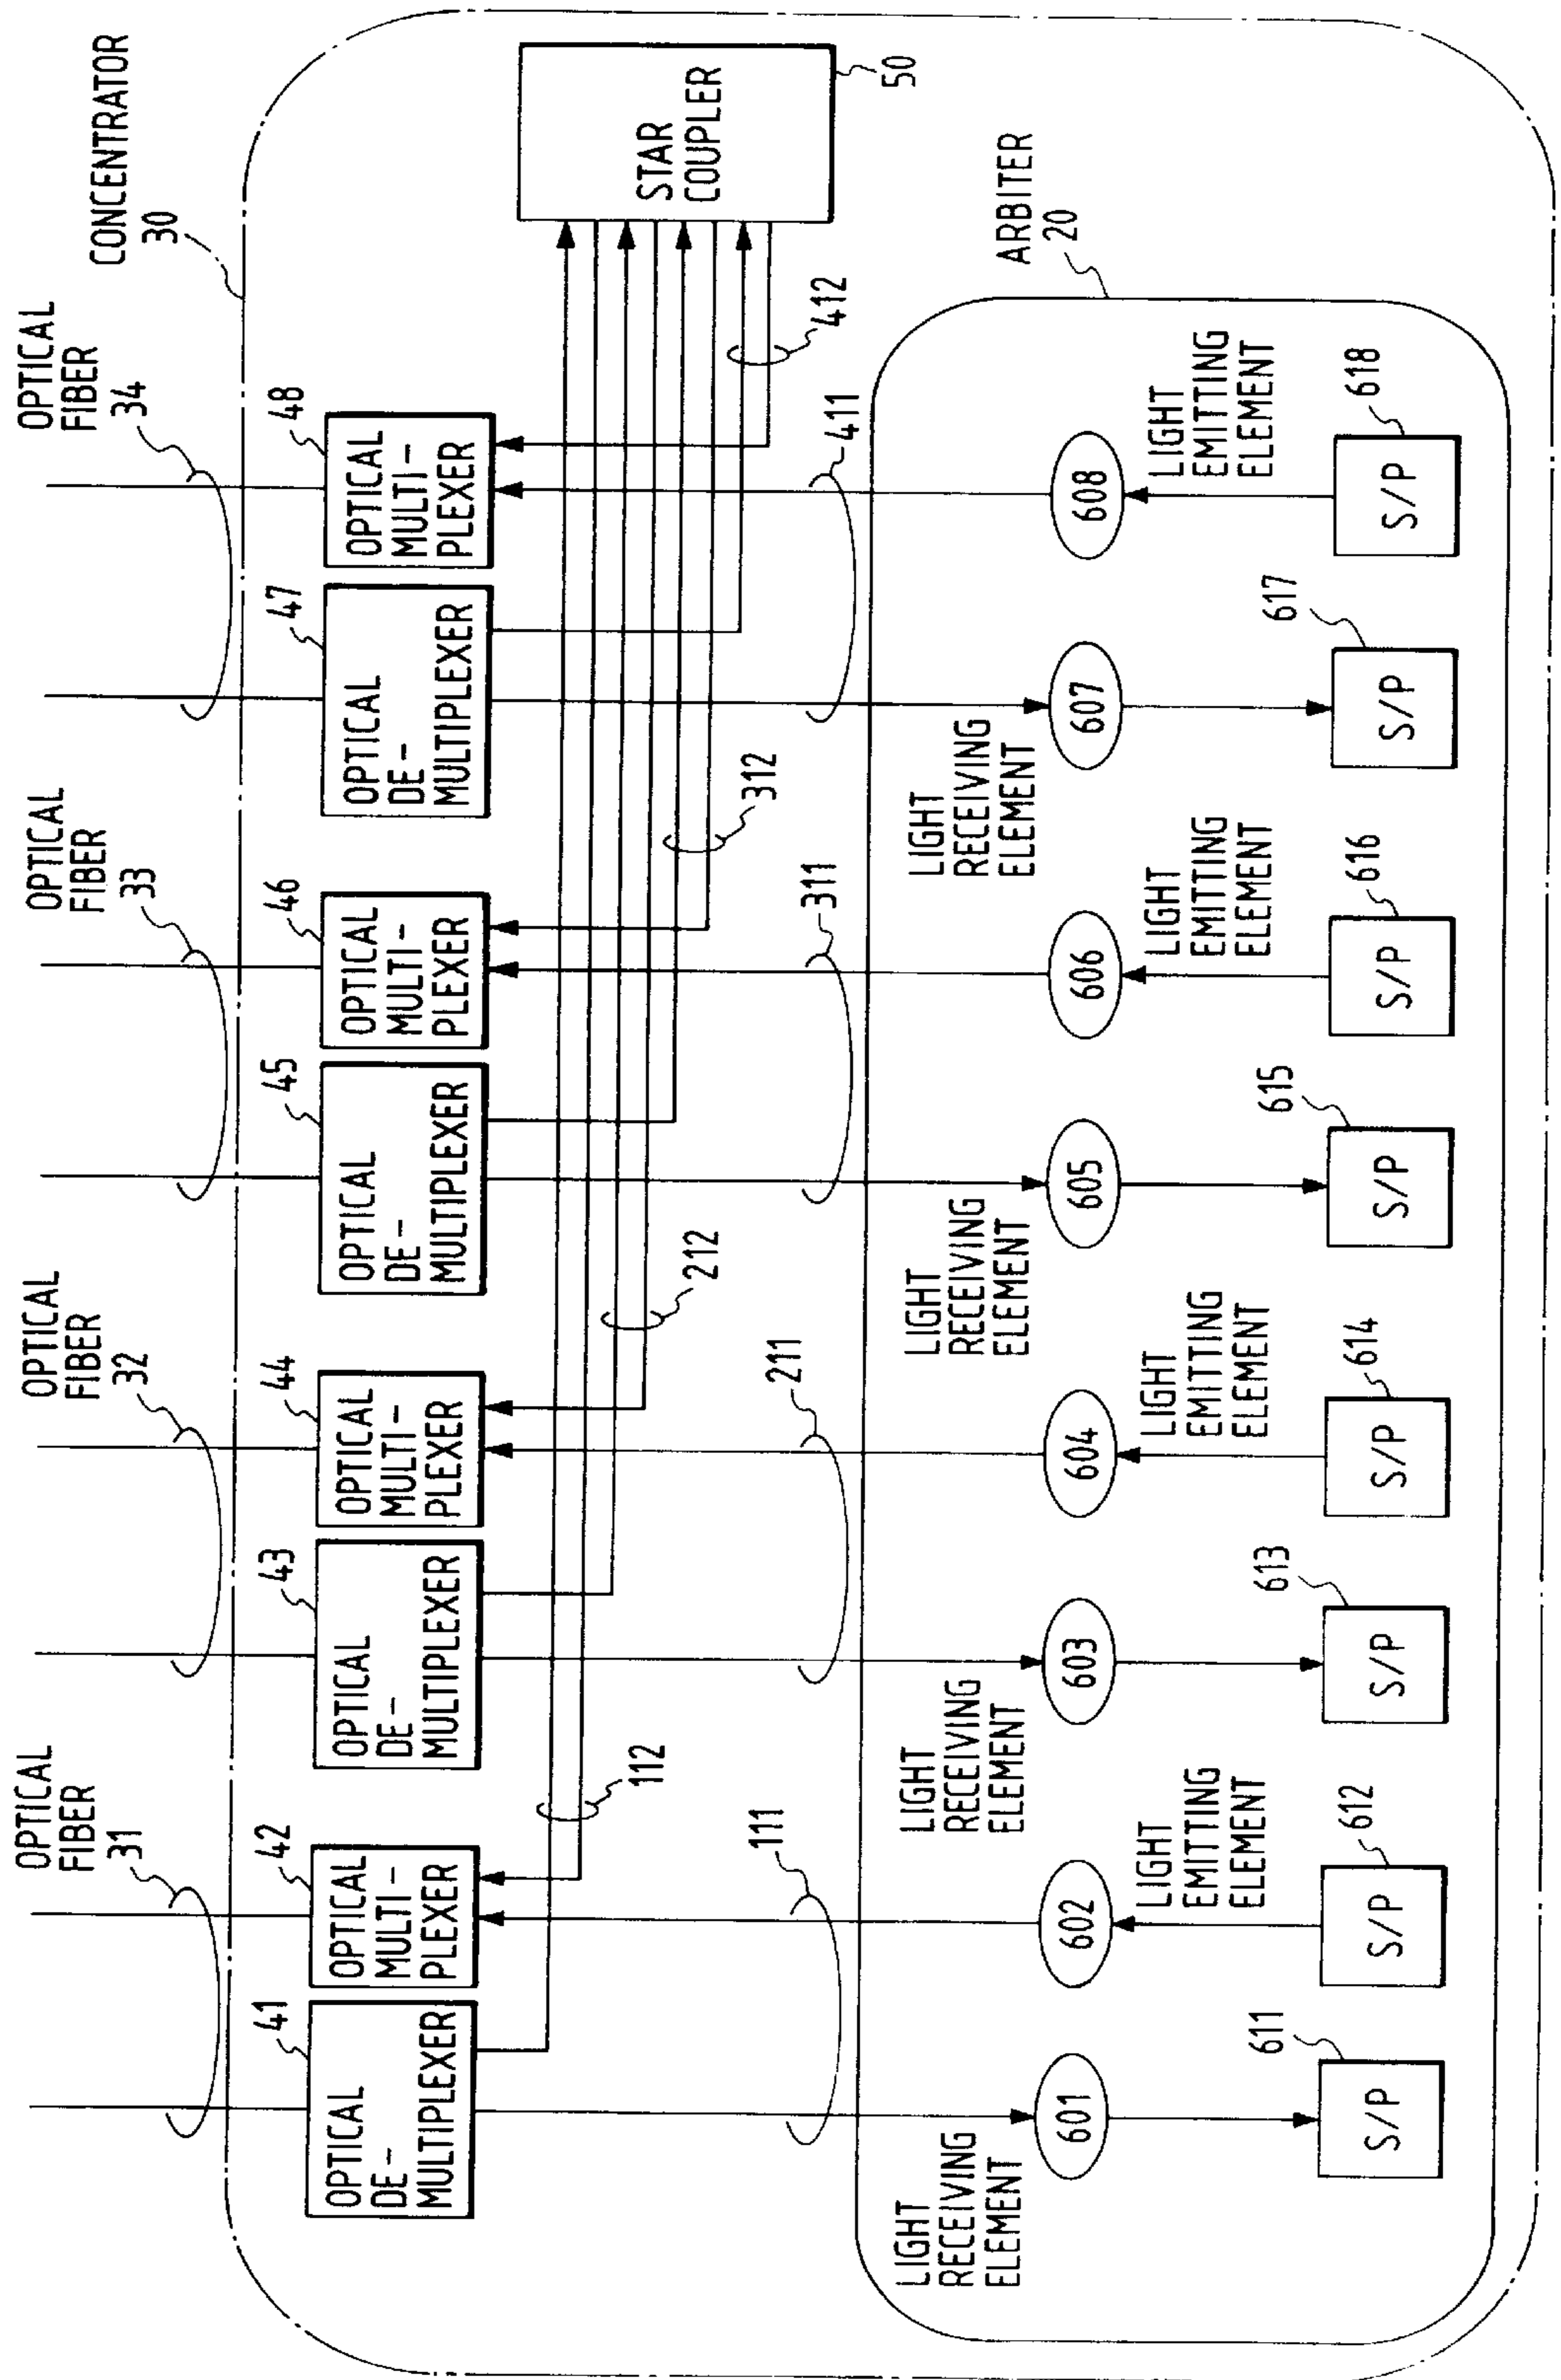 CONCENTRATOR
30
OPTICAL
FIBER
31
OPTICAL
FIBER
32
OPTICAL
FIBER
33
OPTICAL
FIBER
34
41
OPTICAL
DE-
MULTIPLEXER
42
OPTICAL
MULTI-
PLEXER
43
OPTICAL
DE-
MULTIPLEXER
44
OPTICAL
MULTI-
PLEXER
45
OPTICAL
DE-
MULTIPLEXER
46
OPTICAL
MULTI-
PLEXER
47
OPTICAL
DE-
MULTIPLEXER
48
OPTICAL
MULTI-
PLEXER
STAR
COUPLER
50
112
212
312
412
111
211
311
411
ARBITER
20
LIGHT
RECEIVING
ELEMENT
601
602
LIGHT
EMITTING
ELEMENT
LIGHT
RECEIVING
ELEMENT
603
604
LIGHT
EMITTING
ELEMENT
LIGHT
RECEIVING
ELEMENT
605
606
LIGHT
EMITTING
ELEMENT
LIGHT
RECEIVING
ELEMENT
607
608
LIGHT
EMITTING
ELEMENT
611
S/P
612
S/P
613
S/P
614
S/P
615
S/P
616
S/P
617
S/P
618
S/P